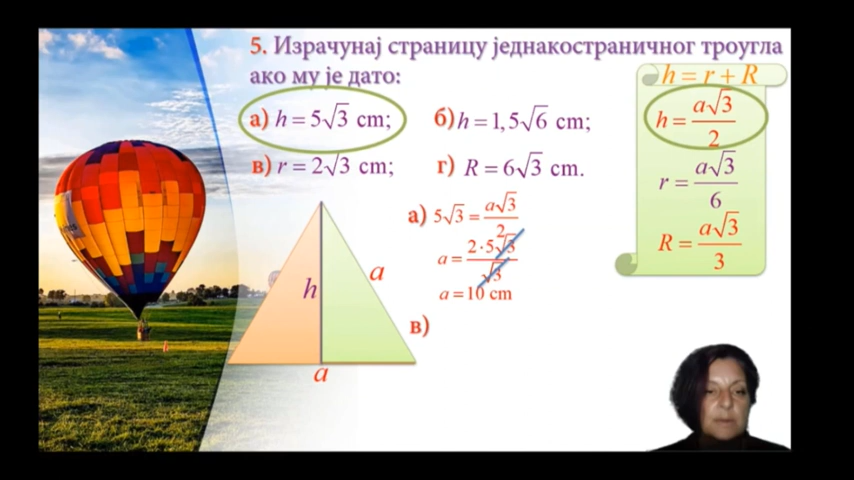 5. Израчунај страницу једнакостраничног троугла
ако му је дато:
а) h = 5√3 cm;
б) h = 1,5√6 cm;
в) r = 2√3 cm;
г) R = 6√3 cm.
h = r + R
h = a√3/2
r = a√3/6
R = a√3/3
а) 5√3 = a√3/2
a = 2·5√3/√3
a = 10 cm
в)
h
a
a